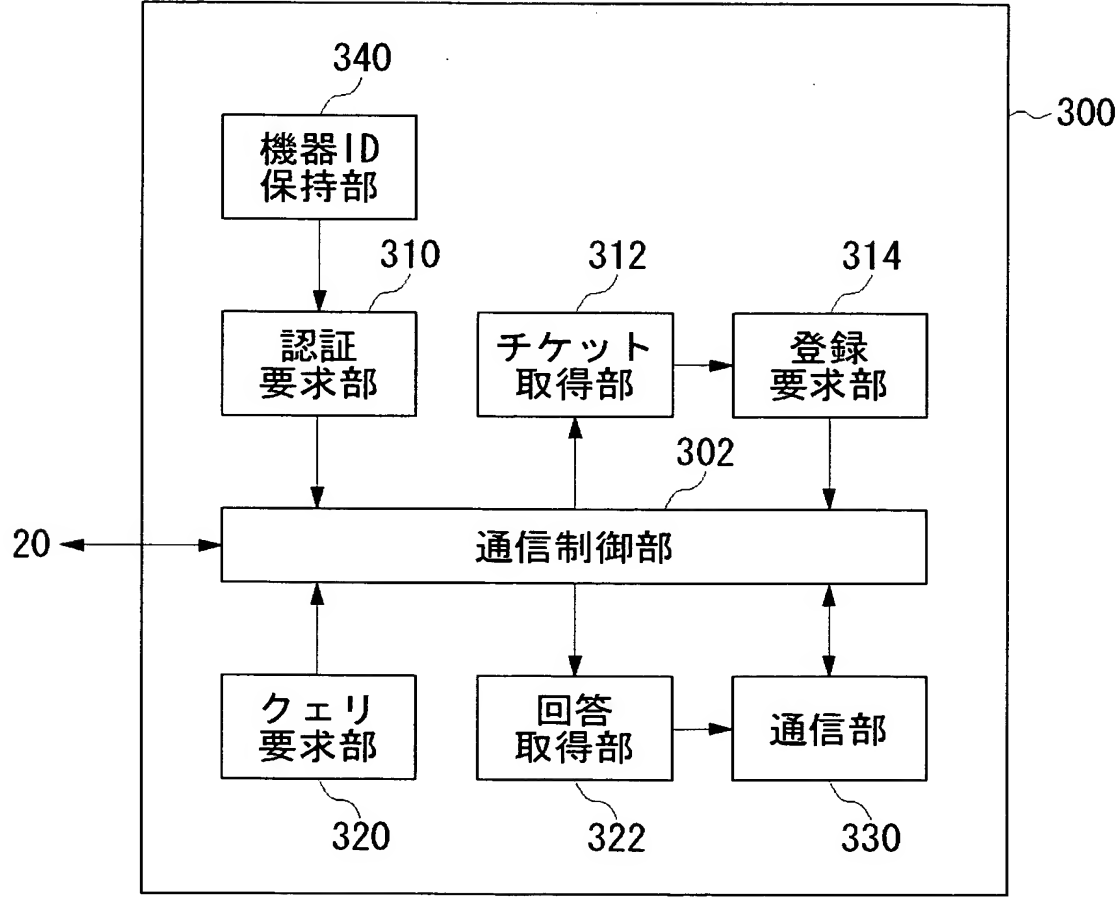 340
300
機器ID
保持部
310
312
314
認証
要求部
チケット
取得部
登録
要求部
302
20
通信制御部
クェリ
要求部
回答
取得部
通信部
320
322
330